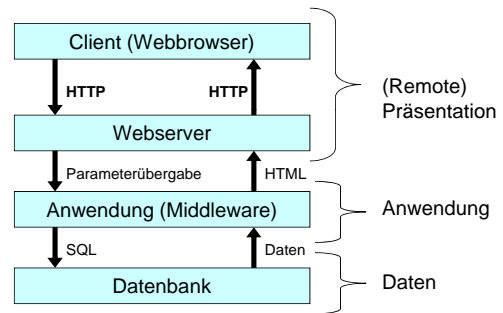 Client (Webbrowser)
HTTP HTTP
(Remote)
Präsentation
Webserver
Parameterübergabe HTML
Anwendung (Middleware)
Anwendung
SQL Daten
Datenbank
Daten